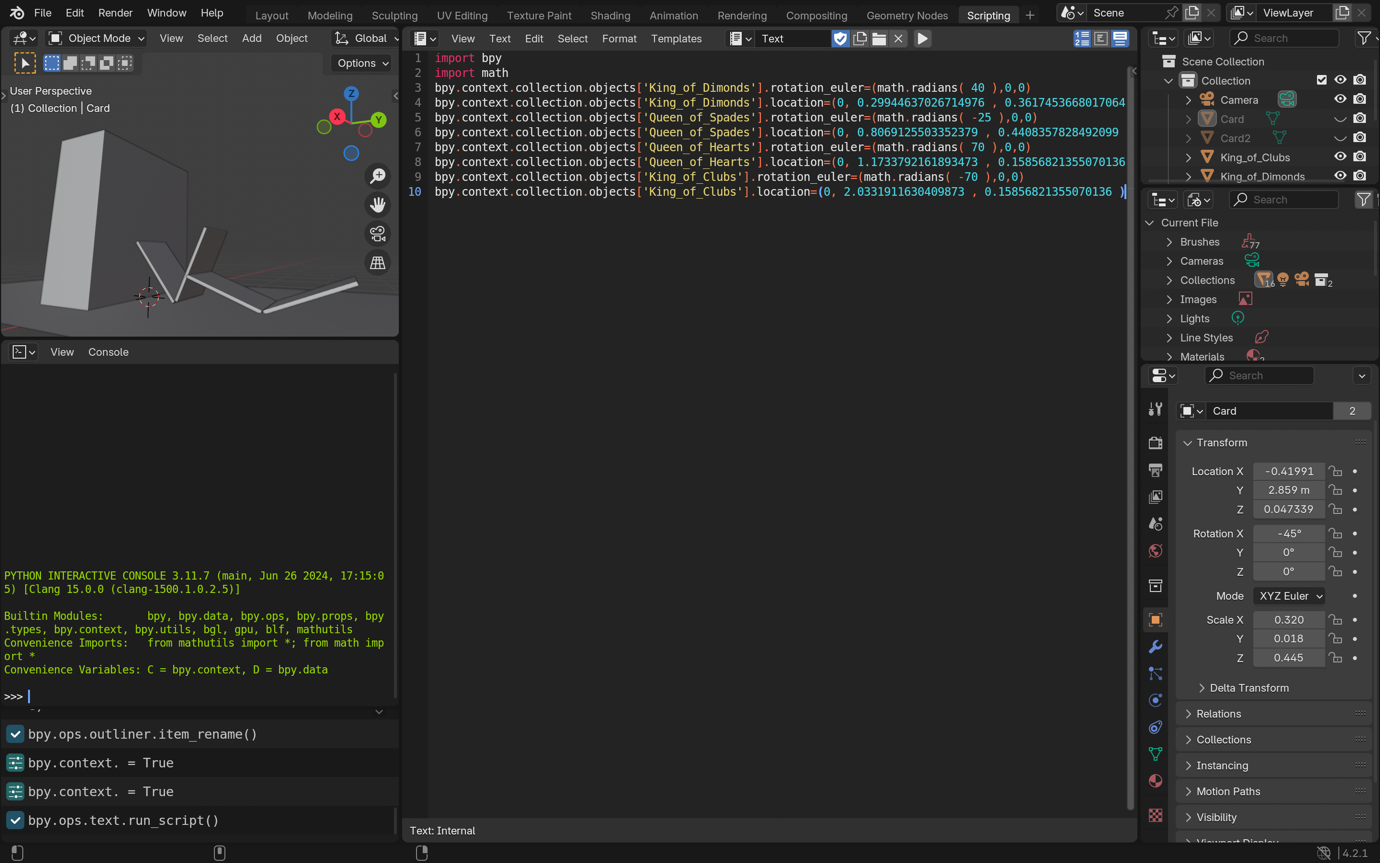 File Edit Render Window Help Layout Modeling Sculpting UV Editing Texture Paint Shading Animation Rendering Compositing Geometry Nodes Scripting + Scene ViewLayer
Object Mode View Select Add Object Global
Options
User Perspective
(1) Collection | Card
Z
X
Y
View Console
PYTHON INTERACTIVE CONSOLE 3.11.7 (main, Jun 26 2024, 17:15:0
5) [Clang 15.0.0 (clang-1500.1.0.2.5)]
Builtin Modules: bpy, bpy.data, bpy.ops, bpy.props, bpy
.types, bpy.context, bpy.utils, bgl, gpu, blf, mathutils
Convenience Imports: from mathutils import *; from math imp
ort *
Convenience Variables: C = bpy.context, D = bpy.data
>>>
bpy.ops.outliner.item_rename()
bpy.context. = True
bpy.context. = True
bpy.ops.text.run_script()
View Text Edit Select Format Templates Text
1 import bpy
2 import math
3 bpy.context.collection.objects['King_of_Dimonds'].rotation_euler=(math.radians( 40 ),0,0)
4 bpy.context.collection.objects['King_of_Dimonds'].location=(0, 0.29944637026714976 , 0.3617453668017064
5 bpy.context.collection.objects['Queen_of_Spades'].rotation_euler=(math.radians( -25 ),0,0)
6 bpy.context.collection.objects['Queen_of_Spades'].location=(0, 0.8069125503352379 , 0.4408357828492099
7 bpy.context.collection.objects['Queen_of_Hearts'].rotation_euler=(math.radians( 70 ),0,0)
8 bpy.context.collection.objects['Queen_of_Hearts'].location=(0, 1.1733792161893473 , 0.15856821355070136
9 bpy.context.collection.objects['King_of_Clubs'].rotation_euler=(math.radians( -70 ),0,0)
10 bpy.context.collection.objects['King_of_Clubs'].location=(0, 2.0331911630409873 , 0.15856821355070136 )
Text: Internal
Search
Scene Collection
Collection
Camera
Card
Card2
King_of_Clubs
King_of_Dimonds
Search
Current File
Brushes 77
Cameras
Collections 16 2
Images
Lights
Line Styles
Materials 2
Search
Card 2
Transform
Location X -0.41991
Y 2.859 m
Z 0.047339
Rotation X -45°
Y 0°
Z 0°
Mode XYZ Euler
Scale X 0.320
Y 0.018
Z 0.445
Delta Transform
Relations
Collections
Instancing
Motion Paths
Visibility
Viewport Display
4.2.1